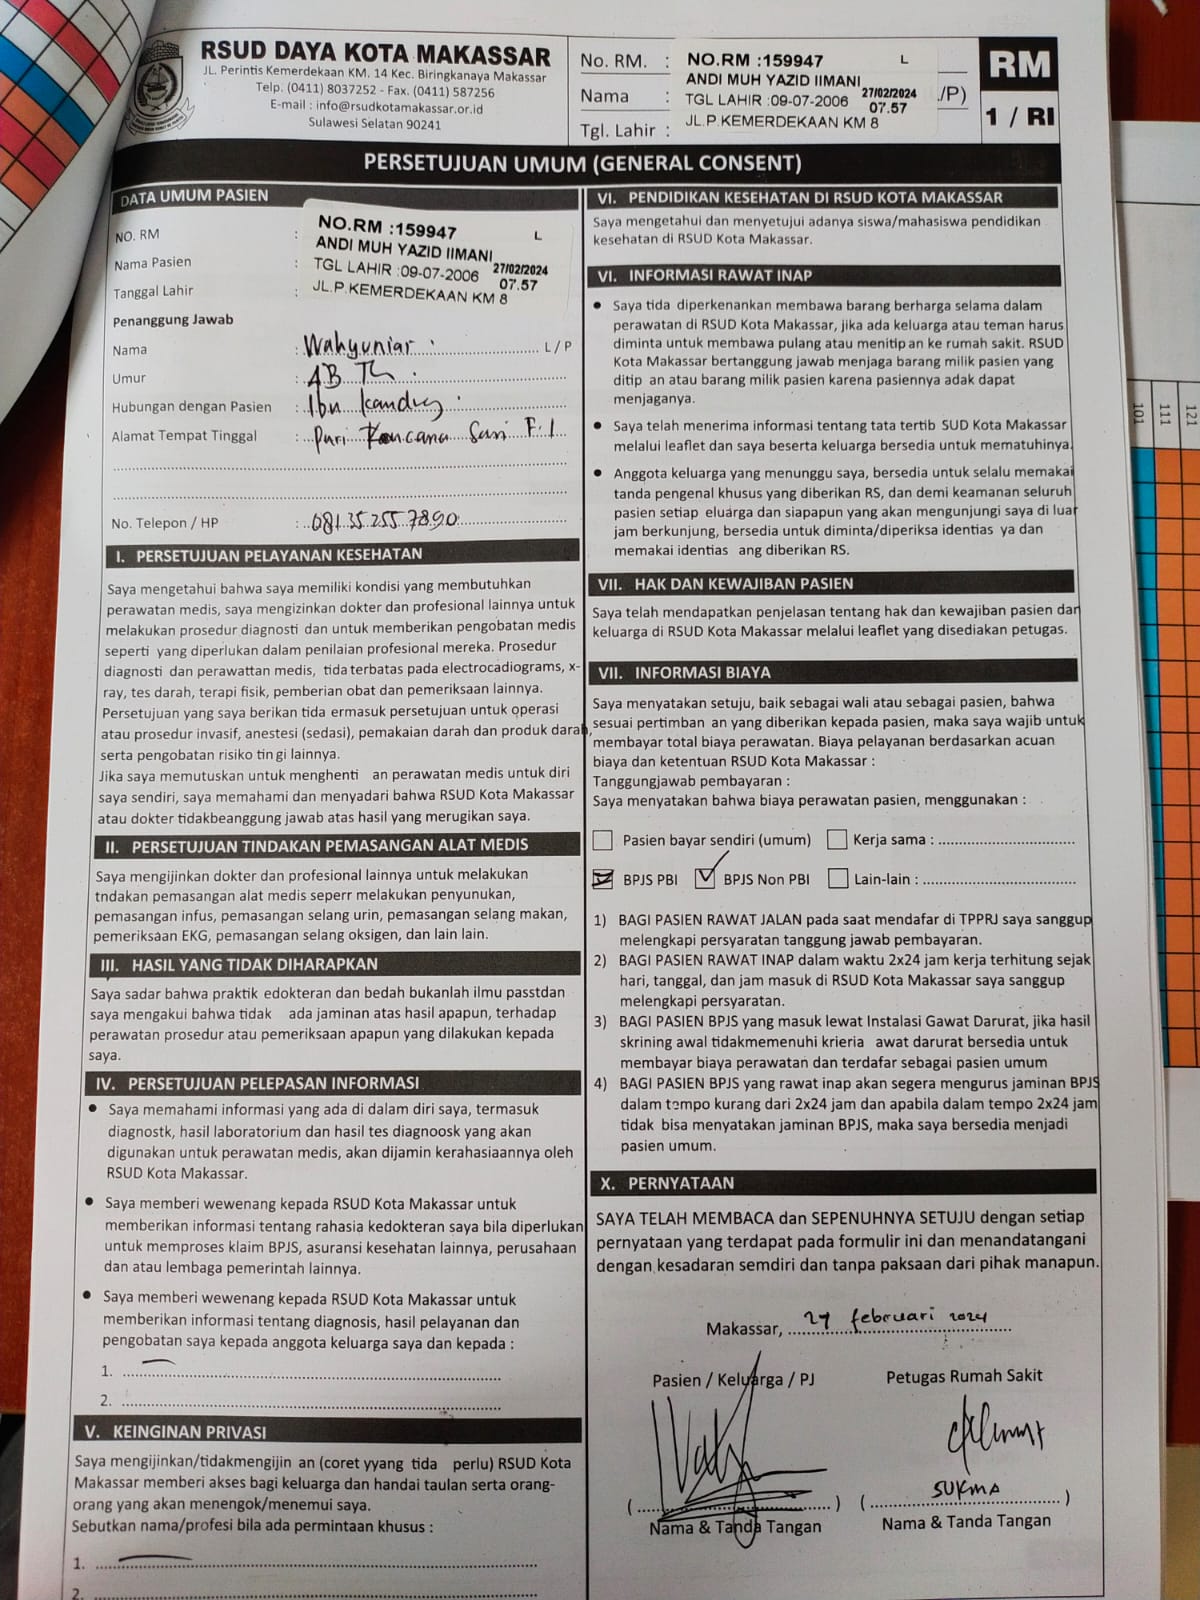 RSUD DAYA KOTA MAKASSAR
JL. Perintis Kemerdekaan KM. 14 Kec. Biringkanaya Makassar
Telp. (0411) 8037252 - Fax. (0411) 587256
E-mail : info@rsudkotamakassar.or.id
Sulawesi Selatan 90241
No. RM. :
Nama :
Tgl. Lahir :
NO.RM :159947 L
ANDI MUH YAZID IIMANI
27/02/2024
TGL LAHIR :09-07-2006 07.57
JL.P.KEMERDEKAAN KM 8
/P)
RM
1 / RI
PERSETUJUAN UMUM (GENERAL CONSENT)
DATA UMUM PASIEN
NO. RM :
Nama Pasien :
Tanggal Lahir :
NO.RM :159947 L
ANDI MUH YAZID IIMANI
27/02/2024
TGL LAHIR :09-07-2006 07.57
JL.P.KEMERDEKAAN KM 8
Penanggung Jawab
Nama : Wahyuniar L / P
Umur :
Hubungan dengan Pasien : Ibu Kandung
Alamat Tempat Tinggal : Puri Kencana Sari F.1
No. Telepon / HP : 081352557890
I. PERSETUJUAN PELAYANAN KESEHATAN
Saya mengetahui bahwa saya memiliki kondisi yang membutuhkan
perawatan medis, saya mengizinkan dokter dan profesional lainnya untuk
melakukan prosedur diagnosti dan untuk memberikan pengobatan medis
seperti yang diperlukan dalam penilaian profesional mereka. Prosedur
diagnosti dan perawattan medis, tida terbatas pada electrocadiograms, x-
ray, tes darah, terapi fisik, pemberian obat dan pemeriksaan lainnya.
Persetujuan yang saya berikan tida ermasuk persetujuan untuk operasi
atau prosedur invasif, anestesi (sedasi), pemakaian darah dan produk darah,
serta pengobatan risiko tin gi lainnya.
Jika saya memutuskan untuk menghenti an perawatan medis untuk diri
saya sendiri, saya memahami dan menyadari bahwa RSUD Kota Makassar
atau dokter tidakbeanggung jawab atas hasil yang merugikan saya.
II. PERSETUJUAN TINDAKAN PEMASANGAN ALAT MEDIS
Saya mengijinkan dokter dan profesional lainnya untuk melakukan
tndakan pemasangan alat medis seperr melakukan penyunukan,
pemasangan infus, pemasangan selang urin, pemasangan selang makan,
pemeriksaan EKG, pemasangan selang oksigen, dan lain lain.
III. HASIL YANG TIDAK DIHARAPKAN
Saya sadar bahwa praktik edokteran dan bedah bukanlah ilmu passtdan
saya mengakui bahwa tidak ada jaminan atas hasil apapun, terhadap
perawatan prosedur atau pemeriksaan apapun yang dilakukan kepada
saya.
IV. PERSETUJUAN PELEPASAN INFORMASI
● Saya memahami informasi yang ada di dalam diri saya, termasuk
diagnostk, hasil laboratorium dan hasil tes diagnoosk yang akan
digunakan untuk perawatan medis, akan dijamin kerahasiaannya oleh
RSUD Kota Makassar.
● Saya memberi wewenang kepada RSUD Kota Makassar untuk
memberikan informasi tentang rahasia kedokteran saya bila diperlukan
untuk memproses klaim BPJS, asuransi kesehatan lainnya, perusahaan
dan atau lembaga pemerintah lainnya.
● Saya memberi wewenang kepada RSUD Kota Makassar untuk
memberikan informasi tentang diagnosis, hasil pelayanan dan
pengobatan saya kepada anggota keluarga saya dan kepada :
1.
2.
V. KEINGINAN PRIVASI
Saya mengijinkan/tidakmengijin an (coret yyang tida perlu) RSUD Kota
Makassar memberi akses bagi keluarga dan handai taulan serta orang-
orang yang akan menengok/menemui saya.
Sebutkan nama/profesi bila ada permintaan khusus :
1.
2.
VI. PENDIDIKAN KESEHATAN DI RSUD KOTA MAKASSAR
Saya mengetahui dan menyetujui adanya siswa/mahasiswa pendidikan
kesehatan di RSUD Kota Makassar.
VI. INFORMASI RAWAT INAP
● Saya tida diperkenankan membawa barang berharga selama dalam
perawatan di RSUD Kota Makassar, jika ada keluarga atau teman harus
diminta untuk membawa pulang atau menitip an ke rumah sakit. RSUD
Kota Makassar bertanggung jawab menjaga barang milik pasien yang
ditip an atau barang milik pasien karena pasiennya adak dapat
menjaganya.
● Saya telah menerima informasi tentang tata tertib SUD Kota Makassar
melalui leaflet dan saya beserta keluarga bersedia untuk mematuhinya.
● Anggota keluarga yang menunggu saya, bersedia untuk selalu memakai
tanda pengenal khusus yang diberikan RS, dan demi keamanan seluruh
pasien setiap eluárga dan siapapun yang akan mengunjungi saya di luar
jam berkunjung, bersedia untuk diminta/diperiksa identias ya dan
memakai identias ang diberikan RS.
VII. HAK DAN KEWAJIBAN PASIEN
Saya telah mendapatkan penjelasan tentang hak dan kewajiban pasien dan
keluarga di RSUD Kota Makassar melalui leaflet yang disediakan petugas.
VII. INFORMASI BIAYA
Saya menyatakan setuju, baik sebagai wali atau sebagai pasien, bahwa
sesuai pertimban an yang diberikan kepada pasien, maka saya wajib untuk
membayar total biaya perawatan. Biaya pelayanan berdasarkan acuan
biaya dan ketentuan RSUD Kota Makassar :
Tanggungjawab pembayaran :
Saya menyatakan bahwa biaya perawatan pasien, menggunakan :
Pasien bayar sendiri (umum) Kerja sama :
BPJS PBI BPJS Non PBI Lain-lain :
1) BAGI PASIEN RAWAT JALAN pada saat mendafar di TPPRJ saya sanggup
melengkapi persyaratan tanggung jawab pembayaran.
2) BAGI PASIEN RAWAT INAP dalam waktu 2x24 jam kerja terhitung sejak
hari, tanggal, dan jam masuk di RSUD Kota Makassar saya sanggup
melengkapi persyaratan.
3) BAGI PASIEN BPJS yang masuk lewat Instalasi Gawat Darurat, jika hasil
skrining awal tidakmemenuhi krieria awat darurat bersedia untuk
membayar biaya perawatan dan terdafar sebagai pasien umum
4) BAGI PASIEN BPJS yang rawat inap akan segera mengurus jaminan BPJS
dalam tempo kurang dari 2x24 jam dan apabila dalam tempo 2x24 jam
tidak bisa menyatakan jaminan BPJS, maka saya bersedia menjadi
pasien umum.
X. PERNYATAAN
SAYA TELAH MEMBACA dan SEPENUHNYA SETUJU dengan setiap
pernyataan yang terdapat pada formulir ini dan menandatangani
dengan kesadaran semdiri dan tanpa paksaan dari pihak manapun.
Makassar, 27 februari 2024
Pasien / Keluarga / PJ Petugas Rumah Sakit
SUKMA
Nama & Tanda Tangan Nama & Tanda Tangan
101
111
121